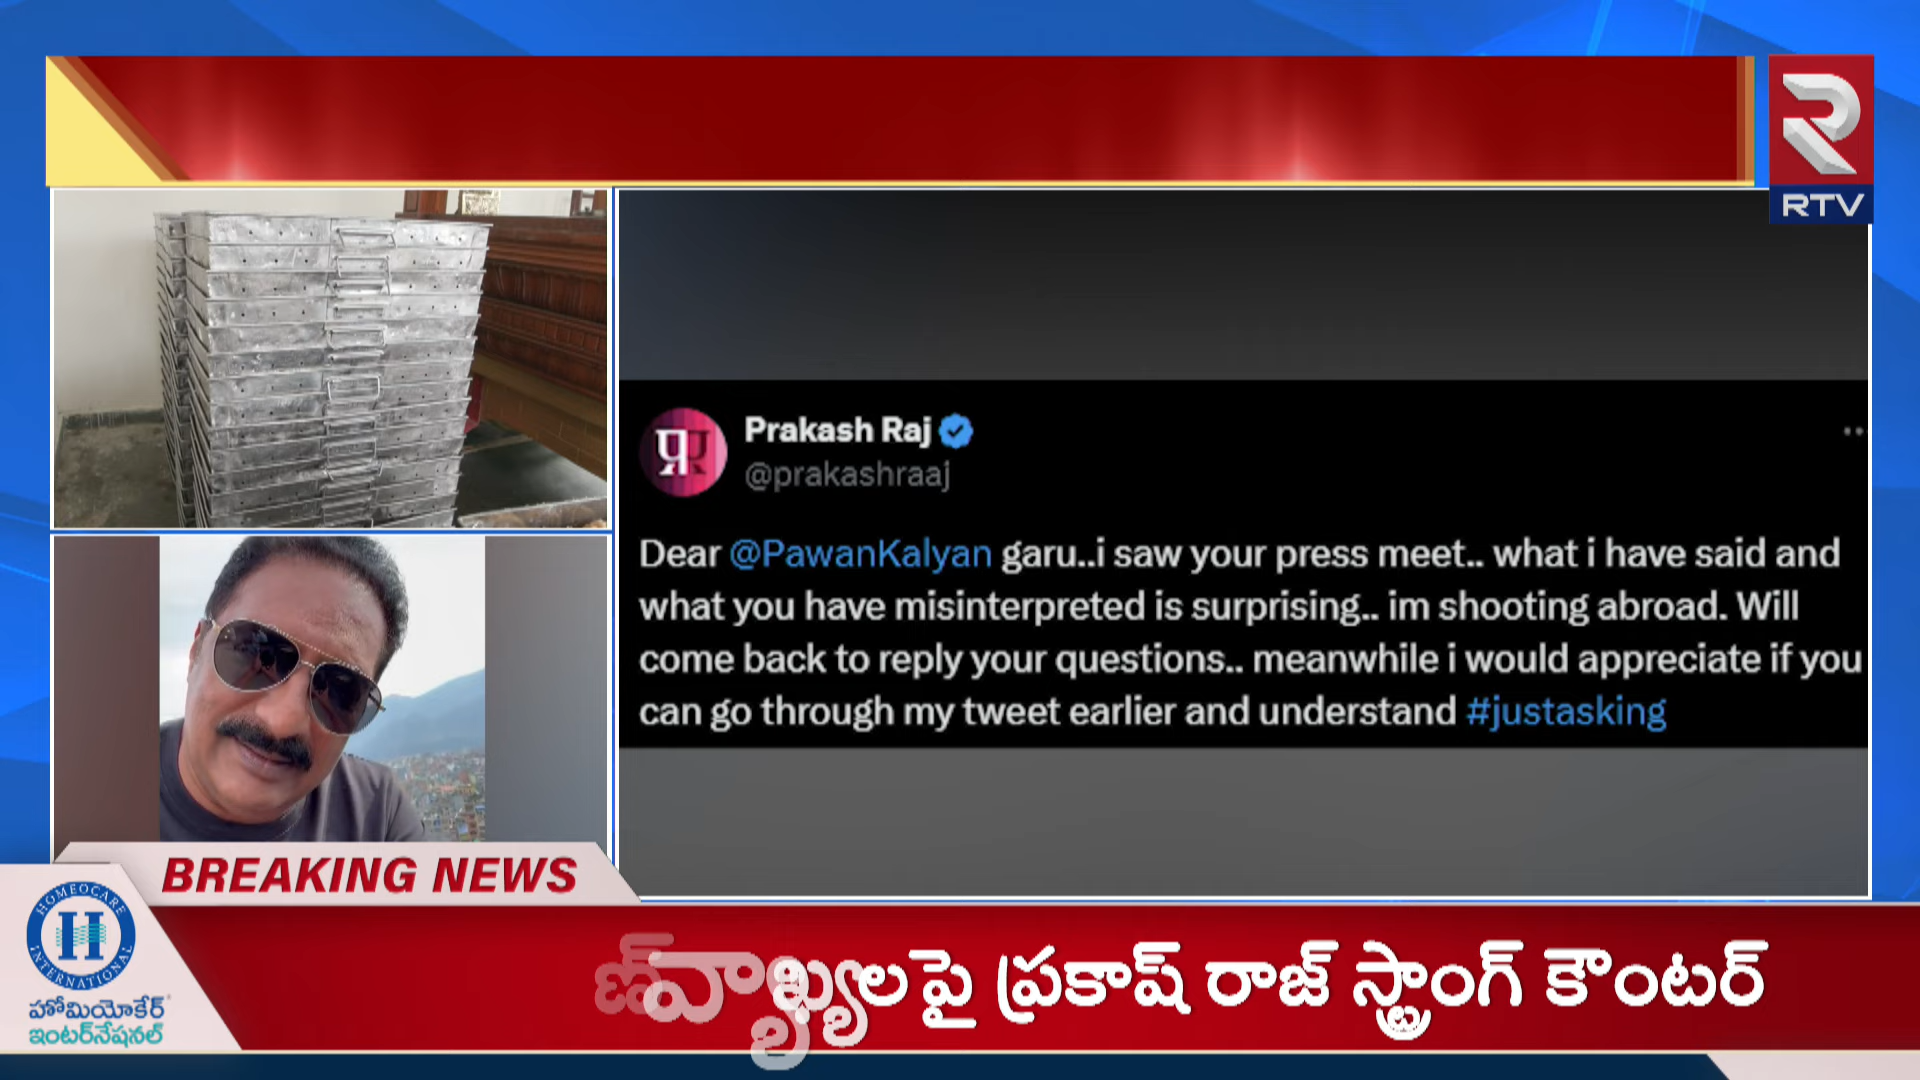 RTV
Prakash Raj
@prakashraaj
Dear @PawanKalyan garu..i saw your press meet.. what i have said and
what you have misinterpreted is surprising.. im shooting abroad. Will
come back to reply your questions.. meanwhile i would appreciate if you
can go through my tweet earlier and understand #justasking
BREAKING NEWS
HOMEOCARE
INTERNATIONAL
హోమియోకేర్
ఇంటర్నేషనల్
వ్యాఖ్యలపై ప్రకాష్ రాజ్ స్ట్రాంగ్ కౌంటర్